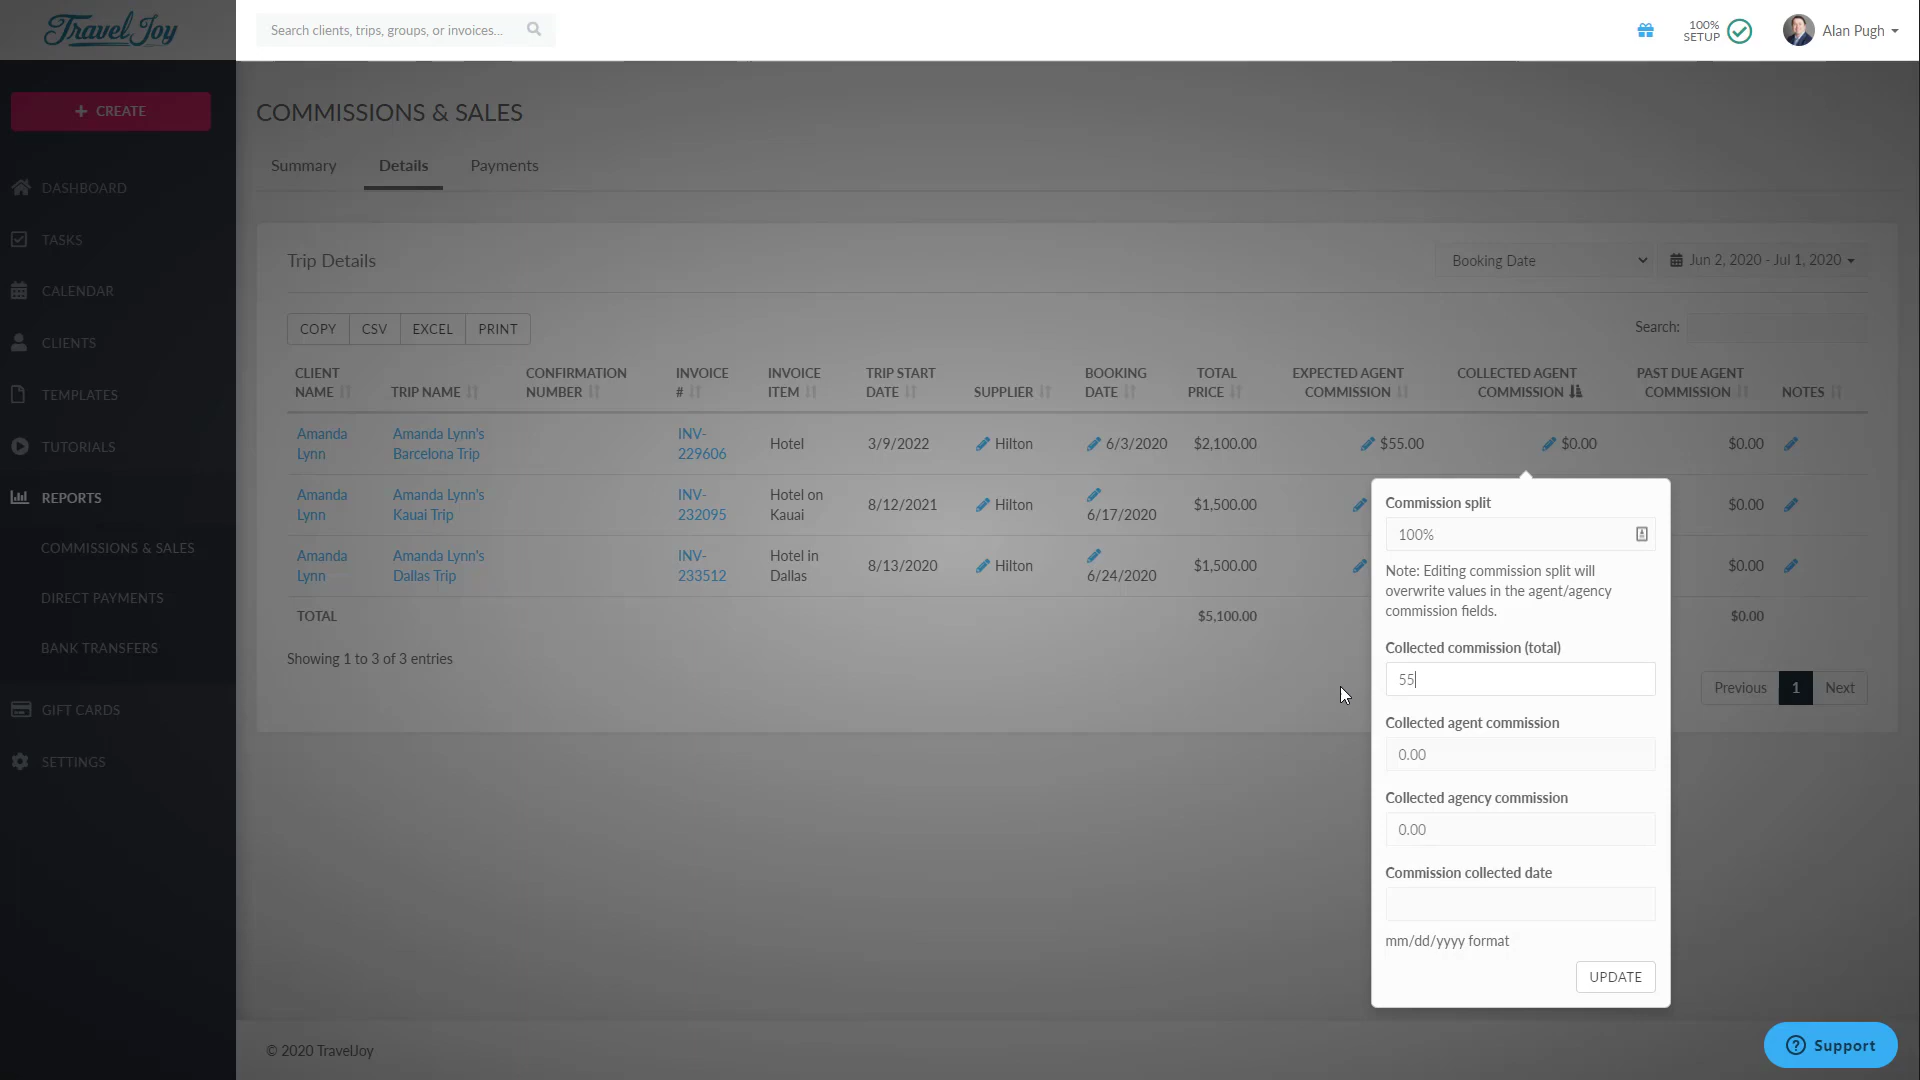 Travel Joy
Search clients, trips, groups, or invoices...
100%
SETUP
Alan Pugh
CREATE
DASHBOARD
TASKS
CALENDAR
CLIENTS
TEMPLATES
TUTORIALS
REPORTS
COMMISSIONS & SALES
DIRECT PAYMENTS
BANK TRANSFERS
GIFT CARDS
SETTINGS
COMMISSIONS & SALES
Summary Details Payments
Trip Details
Booking Date
Jun 2, 2020 - Jul 1, 2020
COPY CSV EXCEL PRINT
Search:
CLIENT NAME TRIP NAME CONFIRMATION NUMBER INVOICE # INVOICE ITEM TRIP START DATE SUPPLIER BOOKING DATE TOTAL PRICE EXPECTED AGENT COMMISSION COLLECTED AGENT COMMISSION PAST DUE AGENT COMMISSION NOTES
Amanda Lynn Amanda Lynn's Barcelona Trip INV-229606 Hotel 3/9/2022 Hilton 6/3/2020 $2,100.00 $55.00 $0.00 $0.00
Amanda Lynn Amanda Lynn's Kauai Trip INV-232095 Hotel on Kauai 8/12/2021 Hilton 6/17/2020 $1,500.00 $0.00
Amanda Lynn Amanda Lynn's Dallas Trip INV-233512 Hotel in Dallas 8/13/2020 Hilton 6/24/2020 $1,500.00 $0.00
TOTAL $5,100.00 $0.00
Showing 1 to 3 of 3 entries
Previous 1 Next
Commission split
100%
Note: Editing commission split will
overwrite values in the agent/agency
commission fields.
Collected commission (total)
55
Collected agent commission
0.00
Collected agency commission
0.00
Commission collected date
mm/dd/yyyy format
UPDATE
© 2020 TravelJoy
Support